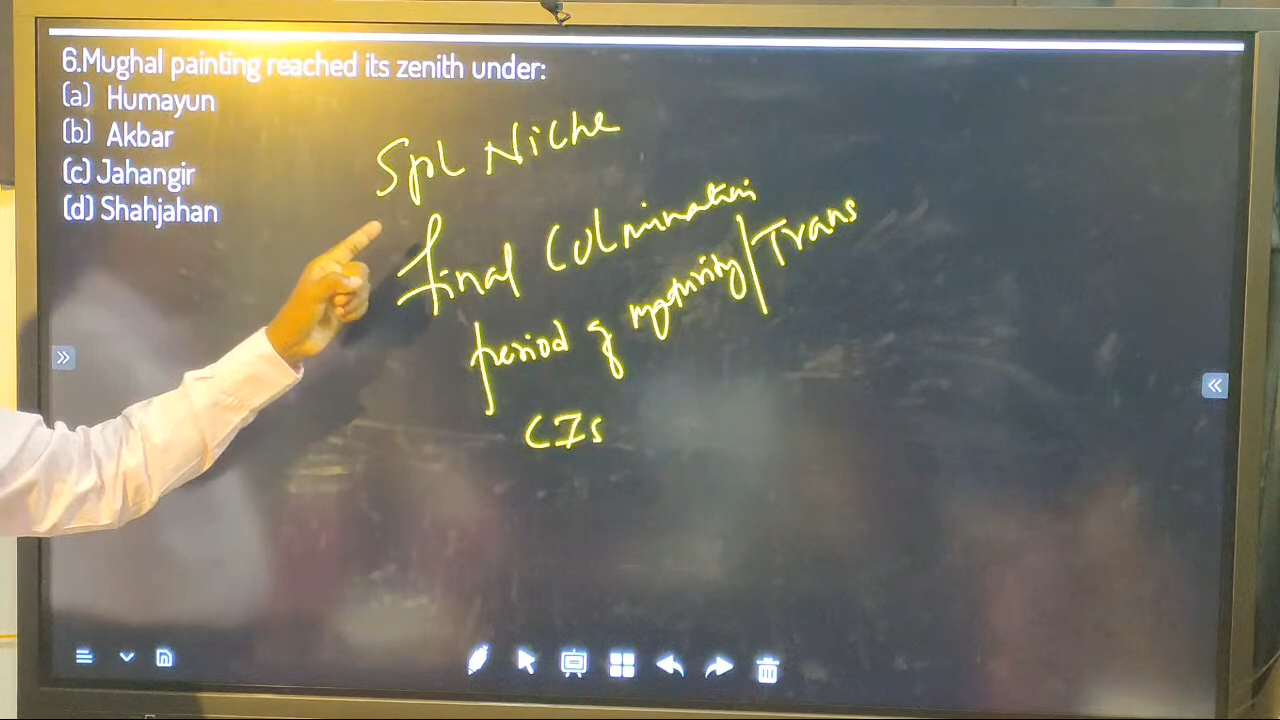 6.Mughal painting reached its zenith under:
(a) Humayun
(b) Akbar
(c) Jahangir
(d) Shahjahan
Spl Niche
final Culmination
period of maturity/Trans
CIs